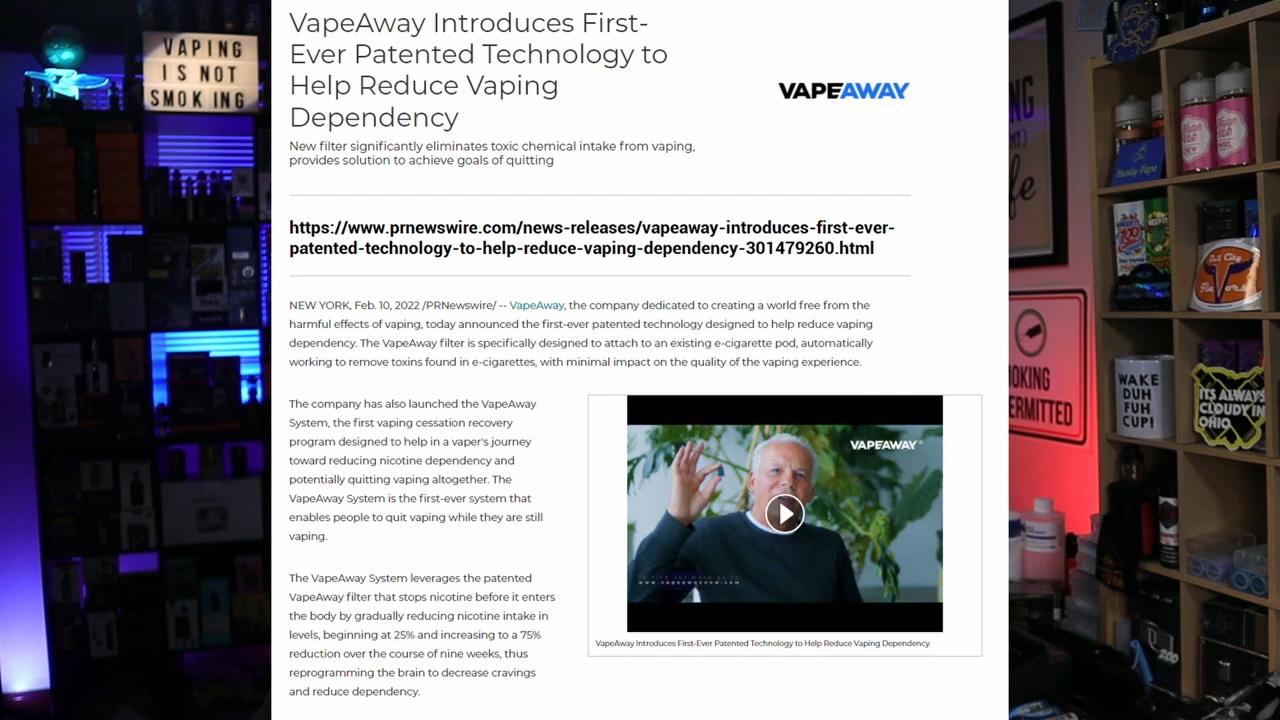 VAPING
IS NOT
SMOKING
VapeAway Introduces First-
Ever Patented Technology to
Help Reduce Vaping
Dependency
VAPEAWAY
New filter significantly eliminates toxic chemical intake from vaping,
provides solution to achieve goals of quitting
https://www.prnewswire.com/news-releases/vapeaway-introduces-first-ever-
patented-technology-to-help-reduce-vaping-dependency-301479260.html
NEW YORK, Feb. 10, 2022 /PRNewswire/ -- VapeAway, the company dedicated to creating a world free from the
harmful effects of vaping, today announced the first-ever patented technology designed to help reduce vaping
dependency. The VapeAway filter is specifically designed to attach to an existing e-cigarette pod, automatically
working to remove toxins found in e-cigarettes, with minimal impact on the quality of the vaping experience.
The company has also launched the VapeAway
System, the first vaping cessation recovery
program designed to help in a vaper's journey
toward reducing nicotine dependency and
potentially quitting vaping altogether. The
VapeAway System is the first-ever system that
enables people to quit vaping while they are still
vaping.
The VapeAway System leverages the patented
VapeAway filter that stops nicotine before it enters
the body by gradually reducing nicotine intake in
levels, beginning at 25% and increasing to a 75%
reduction over the course of nine weeks, thus
reprogramming the brain to decrease cravings
and reduce dependency.
VAPEAWAY
To find out more go to
www.vapeawaynow.com
VapeAway Introduces First-Ever Patented Technology to Help Reduce Vaping Dependency
Hunky Vape
OKING
ERMITTED
WAKE
DUH
FUH
CUP!
ITS ALWAYS
CLOUDY IN
OHIO